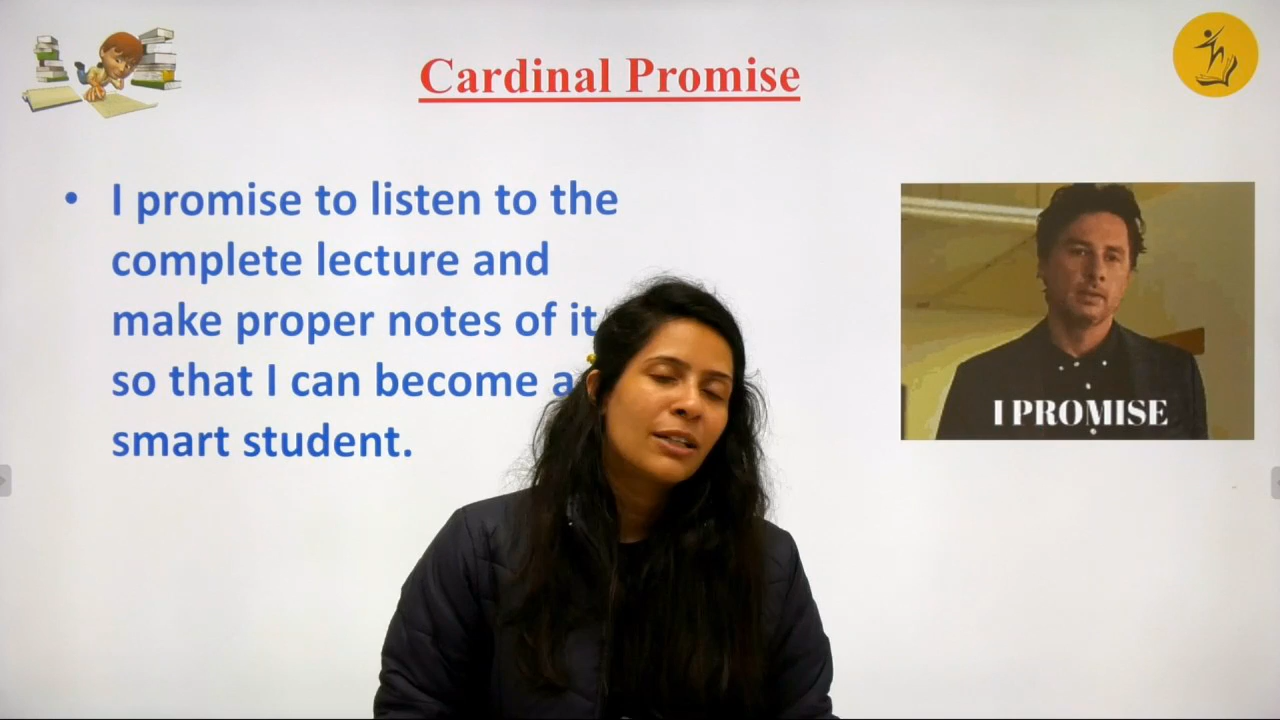 Cardinal Promise
• I promise to listen to the
complete lecture and
make proper notes of it
so that I can become a
smart student.
I PROMISE